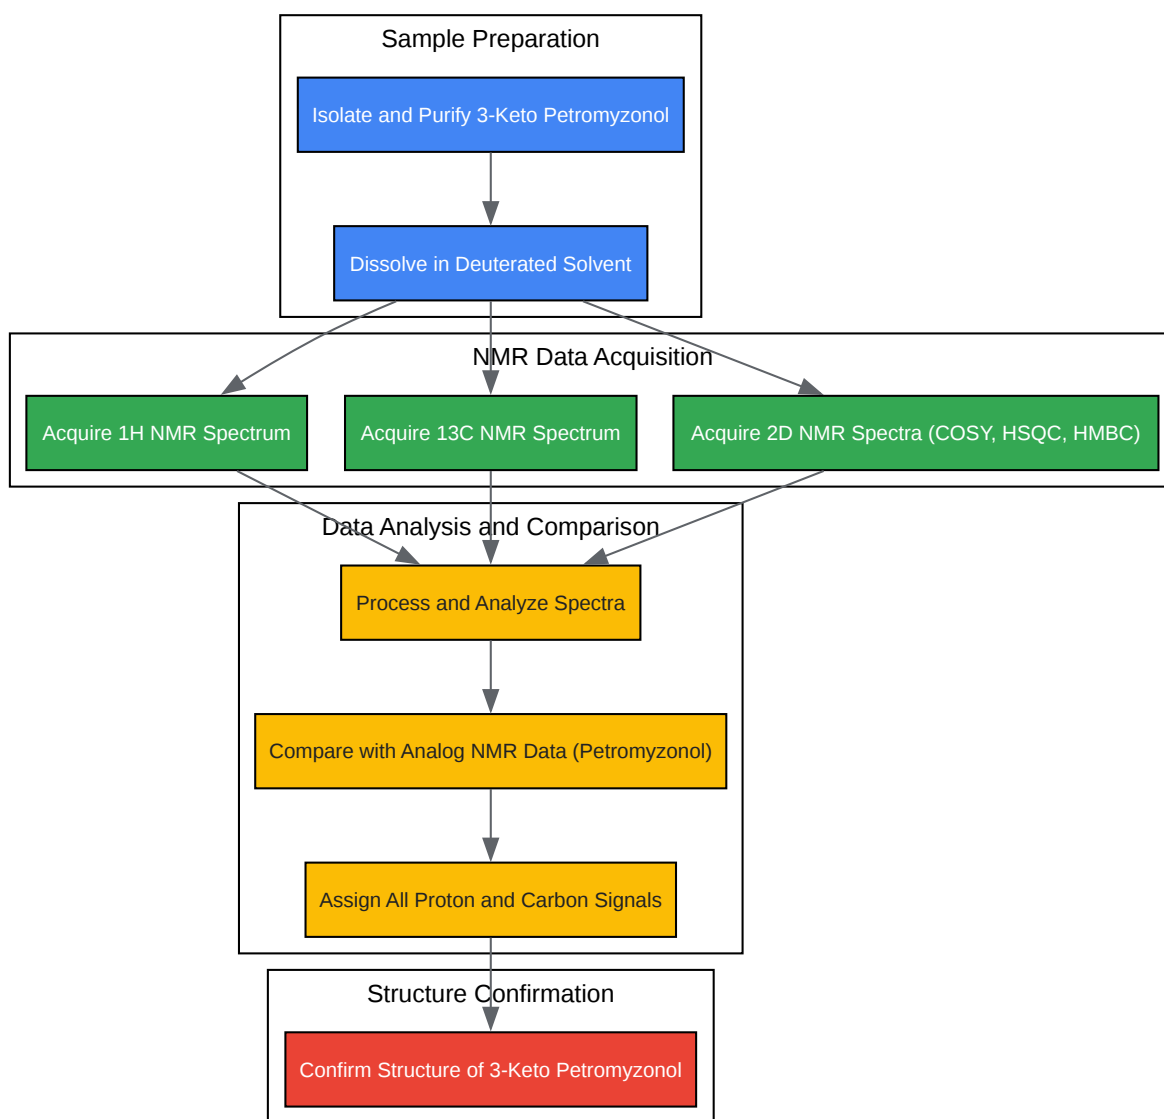 Sample Preparation
Isolate and Purify 3-Keto Petromyzonol
Dissolve in Deuterated Solvent
NMR Data Acquisition
Acquire 1H NMR Spectrum
Acquire 13C NMR Spectrum
Acquire 2D NMR Spectra (COSY, HSQC, HMBC)
Data Analysis and Comparison
Process and Analyze Spectra
Compare with Analog NMR Data (Petromyzonol)
Assign All Proton and Carbon Signals
Structure Confirmation
Confirm Structure of 3-Keto Petromyzonol